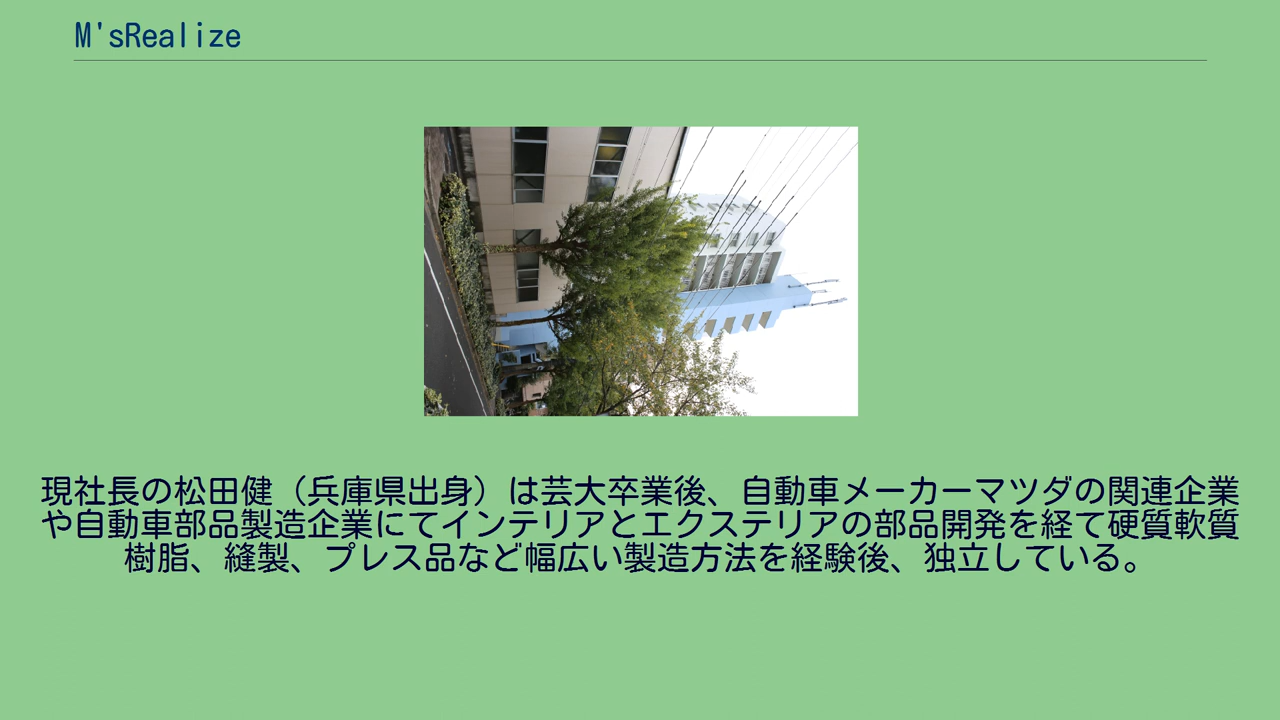 M'sRealize
現社長の松田健（兵庫県出身）は芸大卒業後、自動車メーカーマツダの関連企業
や自動車部品製造企業にてインテリアとエクステリアの部品開発を経て硬質軟質
樹脂、縫製、プレス品など幅広い製造方法を経験後、独立している。